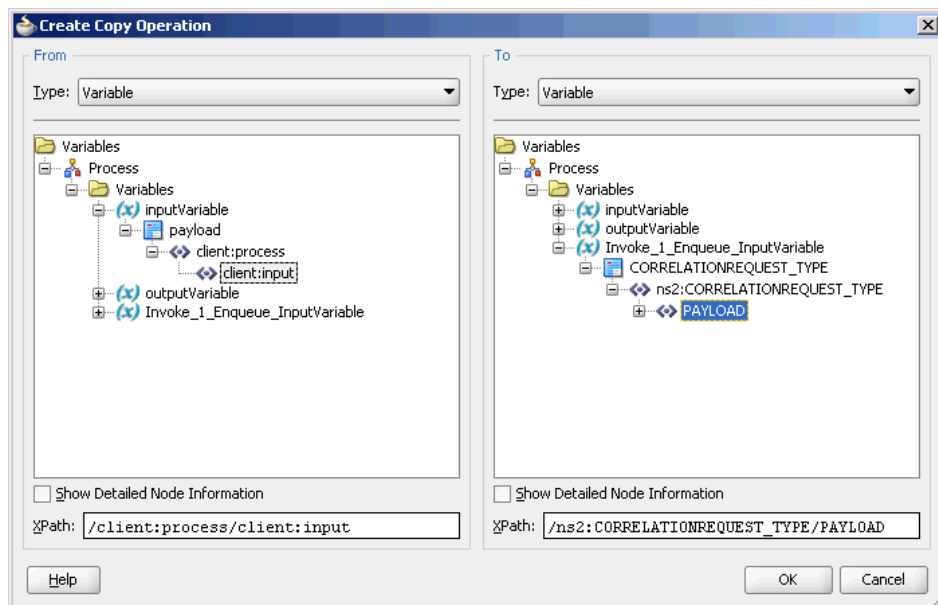 Create Copy Operation
From
Type: Variable
Variables
Process
Variables
inputVariable
payload
client:process
client:input
outputVariable
Invoke_1_Enqueue_InputVariable
Show Detailed Node Information
XPath: /client:process/client:input
To
Type: Variable
Variables
Process
Variables
inputVariable
outputVariable
Invoke_1_Enqueue_InputVariable
CORRELATIONREQUEST_TYPE
ns2:CORRELATIONREQUEST_TYPE
PAYLOAD
Show Detailed Node Information
XPath: /ns2:CORRELATIONREQUEST_TYPE/PAYLOAD
Help
OK
Cancel